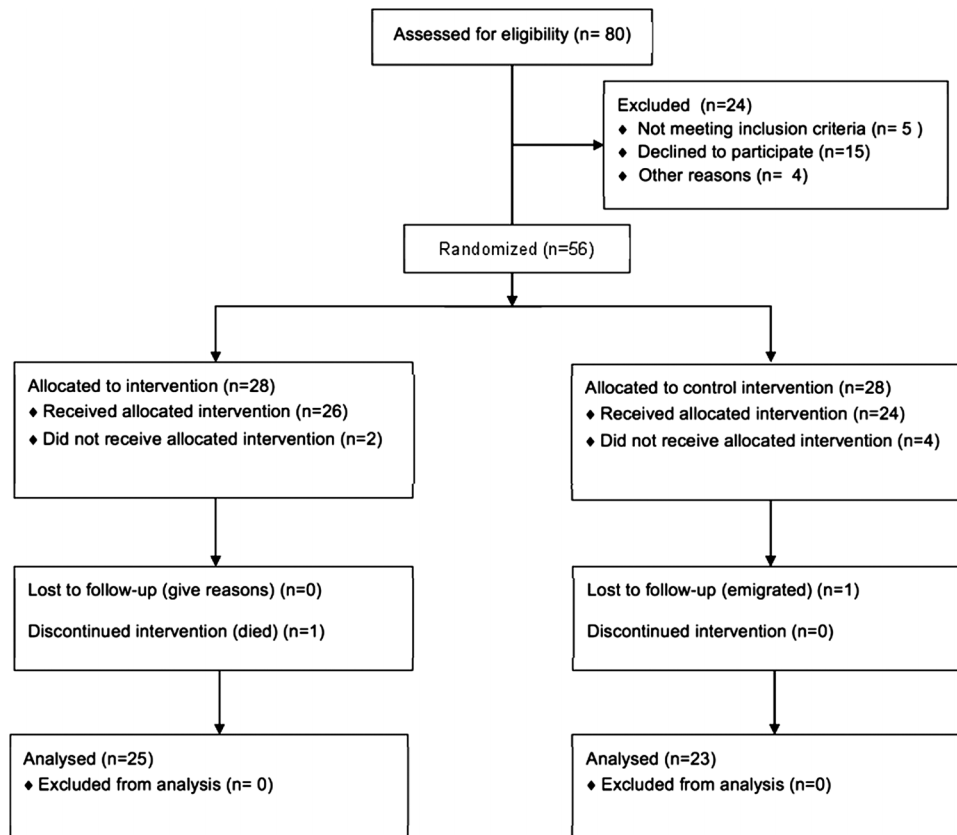 Assessed for eligibility (n= 80)
Excluded  (n=24)
♦ Not meeting inclusion criteria (n= 5 )
♦ Declined to participate (n=15)
♦ Other reasons (n=  4)
Randomized (n=56)
Allocated to intervention (n=28)
♦ Received allocated intervention (n=26)
♦ Did not receive allocated intervention (n=2)
Allocated to control intervention (n=28)
♦ Received allocated intervention (n=24)
♦ Did not receive allocated intervention (n=4)
Lost to follow-up (give reasons) (n=0)
Discontinued intervention (died) (n=1)
Lost to follow-up (emigrated) (n=1)
Discontinued intervention (n=0)
Analysed (n=25)
♦ Excluded from analysis (n= 0)
Analysed (n=23)
♦ Excluded from analysis (n=0)